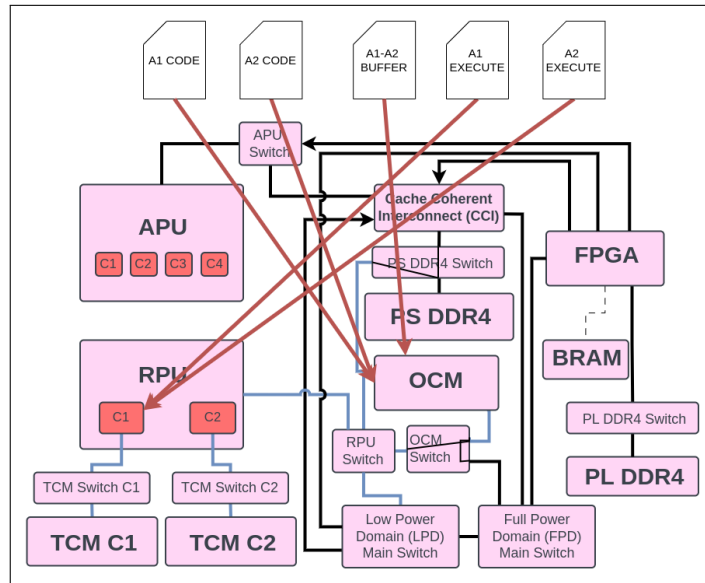 A1 CODE
A2 CODE
A1-A2
BUFFER
A1
EXECUTE
A2
EXECUTE
APU
Switch
Cache Coherent
Interconnect (CCI)
APU
C1
C2
C3
C4
PS DDR4 Switch
FPGA
PS DDR4
BRAM
RPU
OCM
C1
C2
PL DDR4 Switch
RPU
Switch
OCM
Switch
PL DDR4
TCM Switch C1
TCM Switch C2
TCM C1
TCM C2
Low Power
Domain (LPD)
Main Switch
Full Power
Domain (FPD)
Main Switch